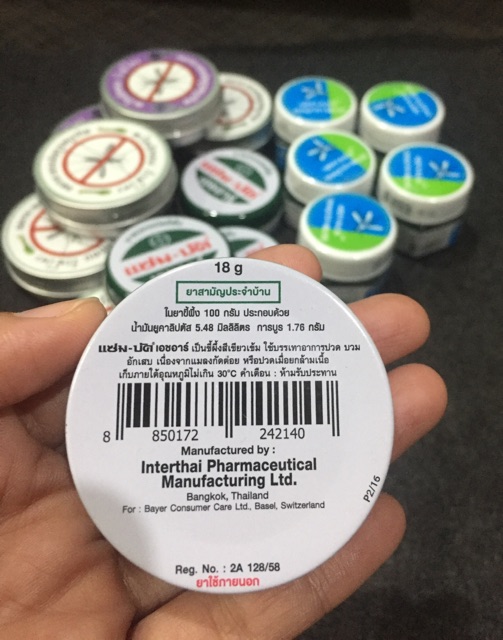 18 g
ยาสามัญประจำบ้าน
ในยาขี้ผึ้ง 100 กรัม ประกอบด้วย
น้ำมันยูคาลิปตัส 5.48 มิลลิลิตร การบูร 1.76 กรัม
แซม-บัค เอซอาร์ เป็นขี้ผึ้งสีเขียวเข้ม ใช้บรรเทาอาการปวด บวม
อักเสบ เนื่องจากแมลงกัดต่อย หรือปวดเมื่อยกล้ามเนื้อ
เก็บภายใต้อุณหภูมิไม่เกิน 30°C คำเตือน : ห้ามรับประทาน
8 850172 242140
Manufactured by :
Interthai Pharmaceutical
Manufacturing Ltd.
Bangkok, Thailand
For : Bayer Consumer Care Ltd., Basel, Switzerland
P2/16
Reg. No. : 2A 128/58
ยาใช้ภายนอก
แซม-บัค